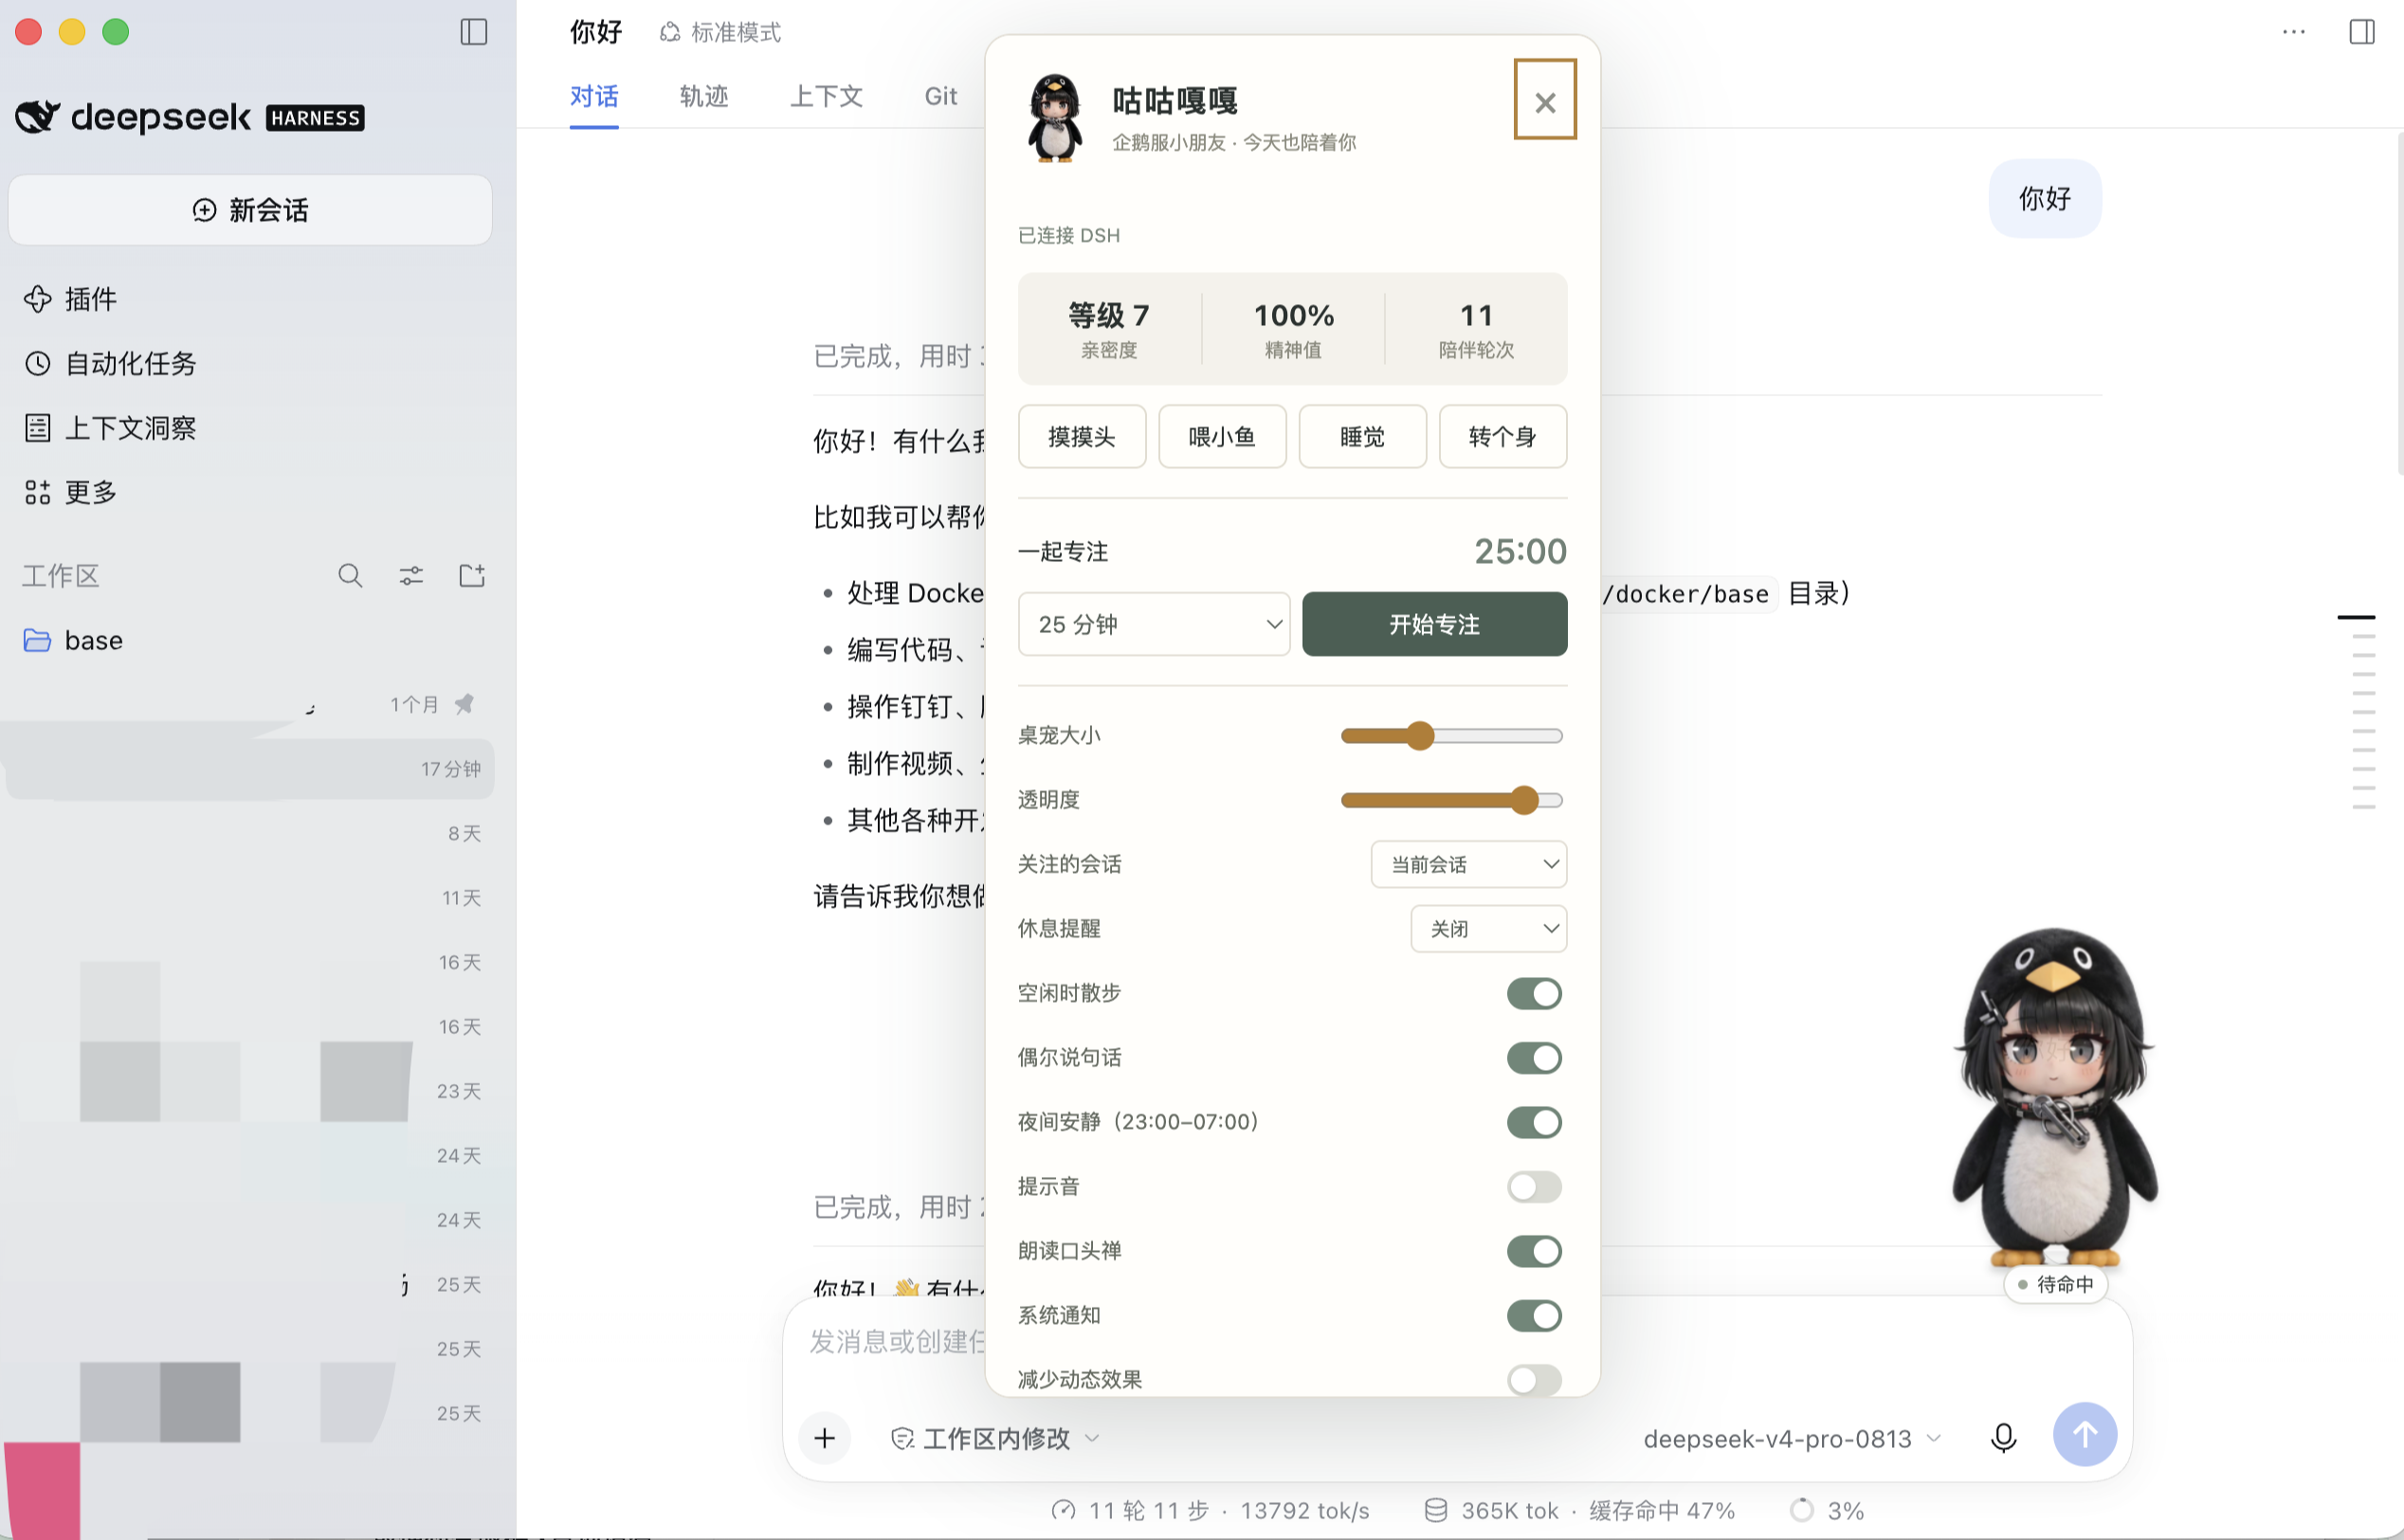 deepseek HARNESS
新会话
插件
自动化任务
上下文洞察
更多
工作区
base
1个月
17分钟
8天
11天
16天
16天
23天
24天
24天
25天
25天
25天
你好
标准模式
对话
轨迹
上下文
Git
你好
已完成，用时
你好！有什么
比如我可以帮
处理 Docke
/docker/base 目录）
编写代码、
操作钉钉、
制作视频、
其他各种开
请告诉我你想
已完成，用时
你好！👋 有什
发消息或创建
工作区内修改
deepseek-v4-pro-0813
11 轮 11 步 · 13792 tok/s
365K tok · 缓存命中 47%
3%
咕咕嘎嘎
企鹅服小朋友 · 今天也陪着你
已连接 DSH
等级 7
亲密度
100%
精神值
11
陪伴轮次
摸摸头
喂小鱼
睡觉
转个身
一起专注
25:00
25 分钟
开始专注
桌宠大小
透明度
关注的会话
当前会话
休息提醒
关闭
空闲时散步
偶尔说句话
夜间安静（23:00–07:00）
提示音
朗读口头禅
系统通知
减少动态效果
待命中